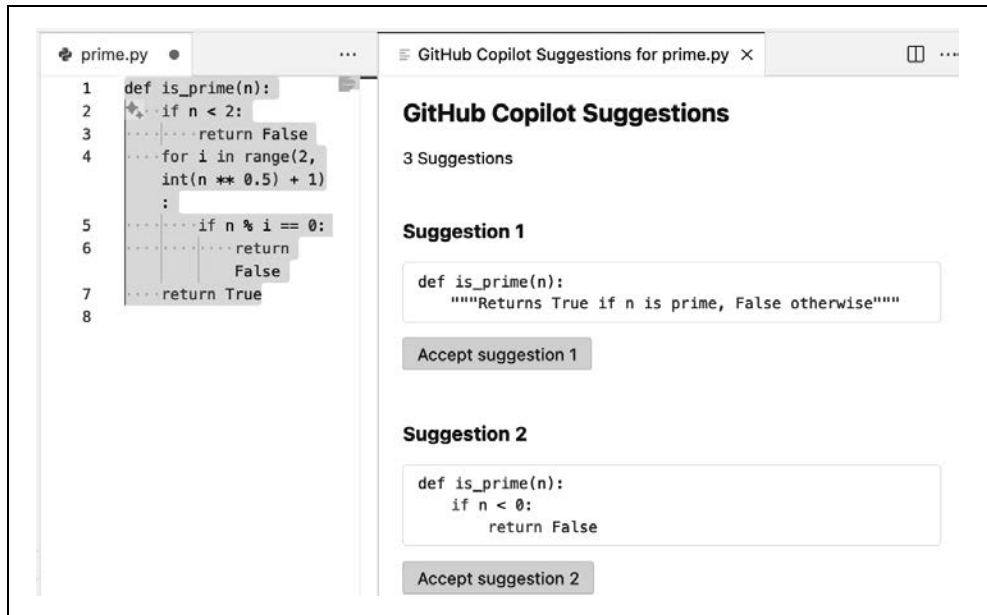 prime.py ● ...
1 def is_prime(n):
2     if n < 2:
3         return False
4     for i in range(2,
    int(n ** 0.5) + 1)
    :
5         if n % i == 0:
6             return
            False
7     return True
8
GitHub Copilot Suggestions for prime.py × ...
GitHub Copilot Suggestions
3 Suggestions
Suggestion 1
def is_prime(n):
    """Returns True if n is prime, False otherwise"""
Accept suggestion 1
Suggestion 2
def is_prime(n):
    if n < 0:
        return False
Accept suggestion 2